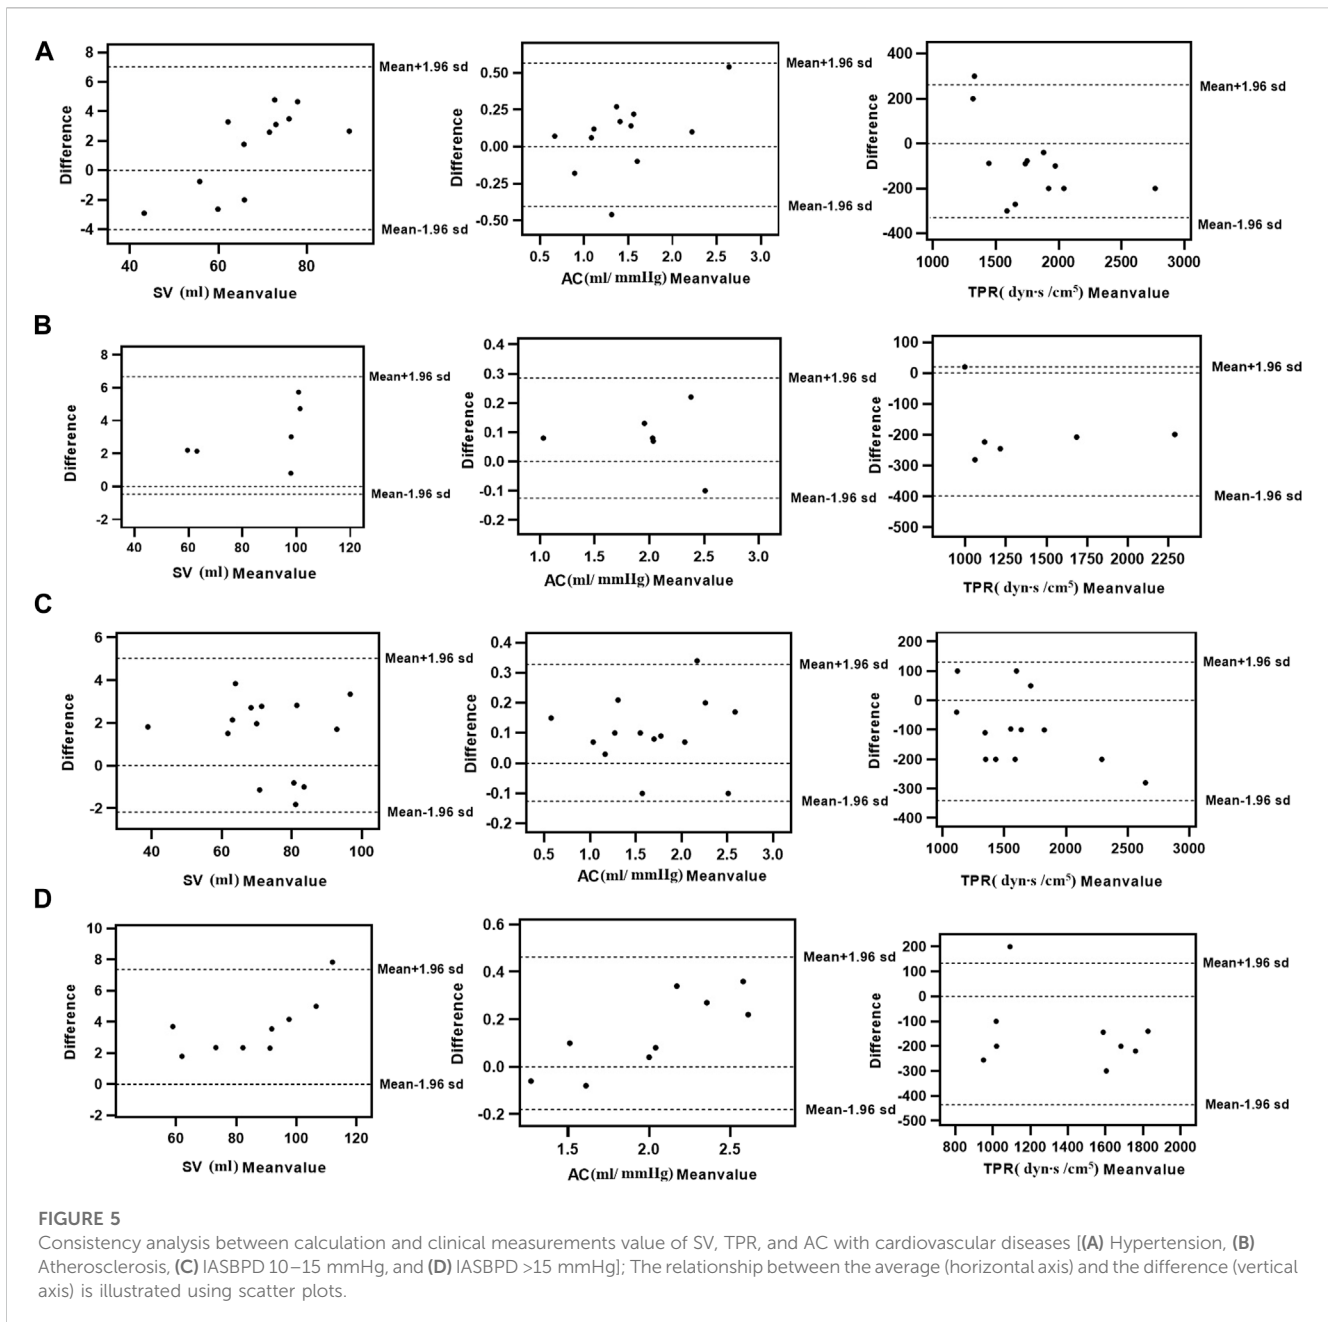 A
8
6
4
2
0
-2
-4
Difference
40
60
80
SV (ml) Meanvalue
Mean+1.96 sd
Mean-1.96 sd
0.50
0.25
0.00
-0.25
-0.50
Difference
0.5
1.0
1.5
2.0
2.5
3.0
AC(ml/mmHg) Meanvalue
Mean+1.96 sd
Mean-1.96 sd
400
200
0
-200
-400
Difference
1000
1500
2000
2500
3000
TPR( dyn·s /cm⁵) Meanvalue
Mean+1.96 sd
Mean-1.96 sd
B
8
6
4
2
0
-2
Difference
40
60
80
100
120
SV (ml) Meanvalue
Mean+1.96 sd
Mean-1.96 sd
0.4
0.3
0.2
0.1
0.0
-0.1
-0.2
Difference
1.0
1.5
2.0
2.5
3.0
AC(ml/mmHg) Meanvalue
Mean+1.96 sd
Mean-1.96 sd
100
0
-100
-200
-300
-400
-500
Difference
1000
1250
1500
1750
2000
2250
TPR( dyn·s /cm⁵) Meanvalue
Mean+1.96 sd
Mean-1.96 sd
C
6
4
2
0
-2
Difference
40
60
80
100
SV (ml) Meanvalue
Mean+1.96 sd
Mean-1.96 sd
0.4
0.3
0.2
0.1
0.0
-0.1
-0.2
Difference
0.5
1.0
1.5
2.0
2.5
3.0
AC(ml/mmHg) Meanvalue
Mean+1.96 sd
Mean-1.96 sd
200
100
0
-100
-200
-300
-400
Difference
1000
1500
2000
2500
3000
TPR( dyn·s /cm⁵) Meanvalue
Mean+1.96 sd
Mean-1.96 sd
D
10
8
6
4
2
0
-2
Difference
60
80
100
120
SV (ml) Meanvalue
Mean+1.96 sd
Mean-1.96 sd
0.6
0.4
0.2
0.0
-0.2
Difference
1.5
2.0
2.5
AC(ml/mmHg) Meanvalue
Mean+1.96 sd
Mean-1.96 sd
200
100
0
-100
-200
-300
-400
-500
Difference
800
1000
1200
1400
1600
1800
2000
TPR( dyn·s /cm⁵) Meanvalue
Mean+1.96 sd
Mean-1.96 sd
FIGURE 5
Consistency analysis between calculation and clinical measurements value of SV, TPR, and AC with cardiovascular diseases [(A) Hypertension, (B)
Atherosclerosis, (C) IASBPD 10–15 mmHg, and (D) IASBPD >15 mmHg]; The relationship between the average (horizontal axis) and the difference (vertical
axis) is illustrated using scatter plots.